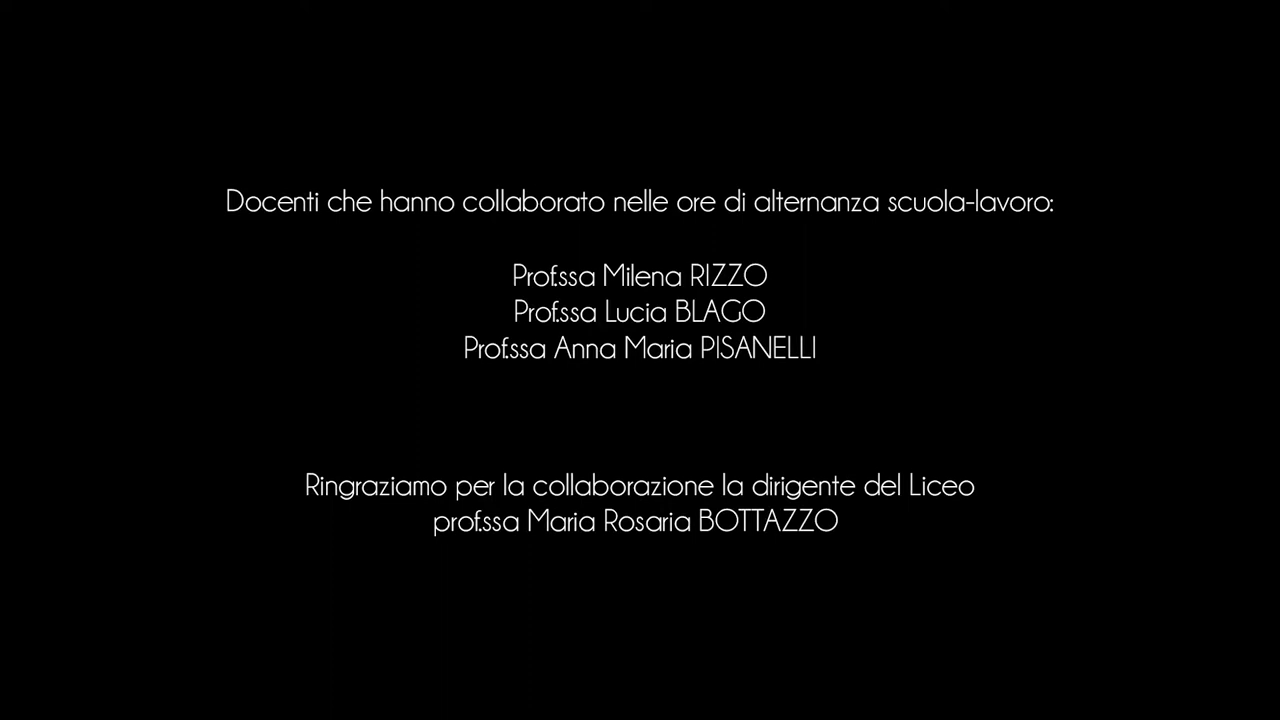 Docenti che hanno collaborato nelle ore di alternanza scuola-lavoro:
Prof.ssa Milena RIZZO
Prof.ssa Lucia BLAGO
Prof.ssa Anna Maria PISANELLI
Ringraziamo per la collaborazione la dirigente del Liceo
prof.ssa Maria Rosaria BOTTAZZO